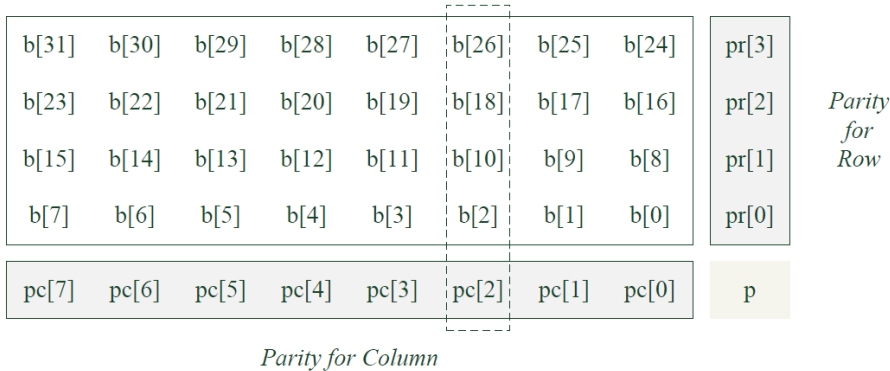 b[31] b[30] b[29] b[28] b[27] b[26] b[25] b[24] pr[3]
b[23] b[22] b[21] b[20] b[19] b[18] b[17] b[16] pr[2]
b[15] b[14] b[13] b[12] b[11] b[10] b[9] b[8] pr[1]
b[7] b[6] b[5] b[4] b[3] b[2] b[1] b[0] pr[0]
Parity
for
Row
pc[7] pc[6] pc[5] pc[4] pc[3] pc[2] pc[1] pc[0] p
Parity for Column